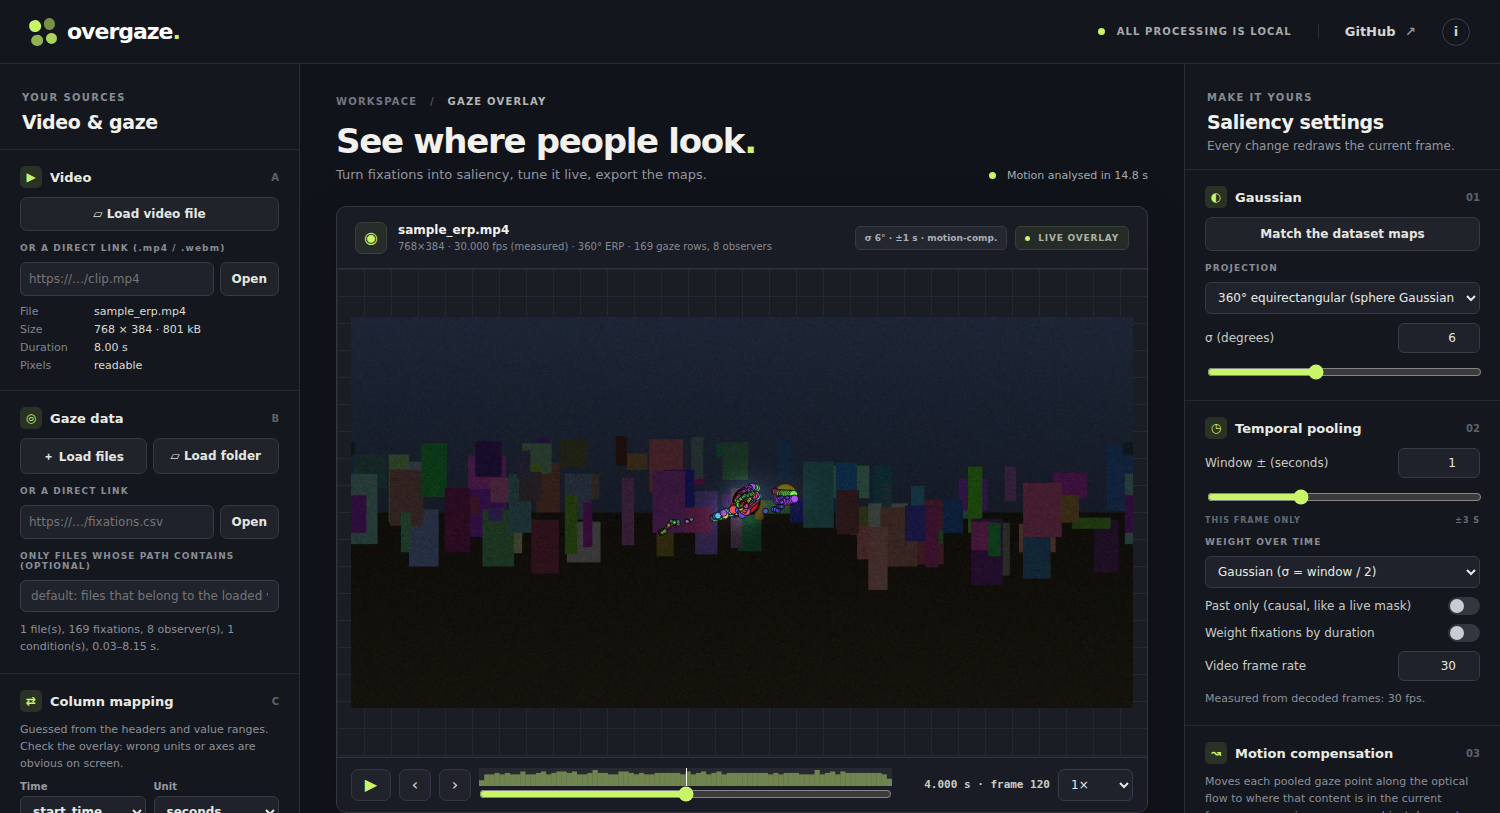 overgaze.
ALL PROCESSING IS LOCAL
GitHub ↗
i
YOUR SOURCES
Video & gaze
Video
A
Load video file
OR A DIRECT LINK (.mp4 / .webm)
https://.../clip.mp4
Open
File sample_erp.mp4
Size 768 × 384 · 801 kB
Duration 8.00 s
Pixels readable
Gaze data
B
+ Load files
Load folder
OR A DIRECT LINK
https://.../fixations.csv
Open
ONLY FILES WHOSE PATH CONTAINS
(OPTIONAL)
default: files that belong to the loaded
1 file(s), 169 fixations, 8 observer(s), 1
condition(s), 0.03–8.15 s.
Column mapping
C
Guessed from the headers and value ranges.
Check the overlay: wrong units or axes are
obvious on screen.
Time Unit
start_time seconds
WORKSPACE / GAZE OVERLAY
See where people look.
Turn fixations into saliency, tune it live, export the maps.
Motion analysed in 14.8 s
sample_erp.mp4
768×384 · 30.000 fps (measured) · 360° ERP · 169 gaze rows, 8 observers
σ 6° · ±1 s · motion-comp.
LIVE OVERLAY
4.000 s · frame 120
1×
MAKE IT YOURS
Saliency settings
Every change redraws the current frame.
Gaussian
01
Match the dataset maps
PROJECTION
360° equirectangular (sphere Gaussian
σ (degrees) 6
Temporal pooling
02
Window ± (seconds) 1
THIS FRAME ONLY ±3 S
WEIGHT OVER TIME
Gaussian (σ = window / 2)
Past only (causal, like a live mask)
Weight fixations by duration
Video frame rate 30
Measured from decoded frames: 30 fps.
Motion compensation
03
Moves each pooled gaze point along the optical
flow to where that content is in the current